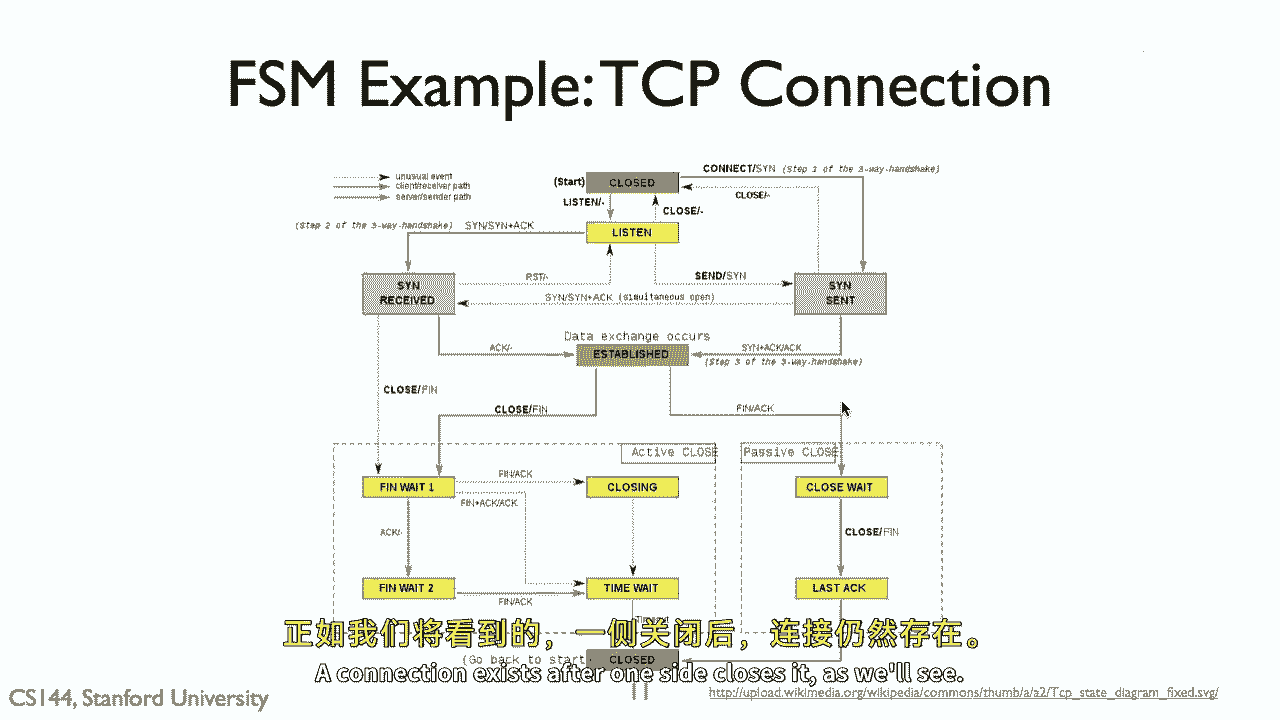 FSM Example: TCP Connection
unusual event
client/receiver path
server/sender path
(Start)
CLOSED
CONNECT/SYN (Step 1 of the 3-way-handshake)
CLOSE/-
LISTEN/-
CLOSE/-
(Step 2 of the 3-way-handshake) SYN/SYN+ACK
LISTEN
SYN
RECEIVED
RST/-
SEND/SYN
SYN
SENT
SYN/SYN+ACK (simultaneous open)
Data exchange occurs
ACK/-
ESTABLISHED
SYN+ACK/ACK
(Step 3 of the 3-way-handshake)
CLOSE/FIN
CLOSE/FIN
FIN/ACK
Active CLOSE
Passive CLOSE
FIN WAIT 1
FIN/ACK
CLOSING
CLOSE WAIT
FIN+ACK/ACK
ACK/-
CLOSE/FIN
FIN WAIT 2
FIN/ACK
TIME WAIT
LAST ACK
正如我们将看到的，一侧关闭后，连接仍然存在。
(Go back to start
CLOSED
A connection exists after one side closes it, as we'll see.
CS144, Stanford University
http://upload.wikimedia.org/wikipedia/commons/thumb/a/a2/Tcp_state_diagram_fixed.svg/